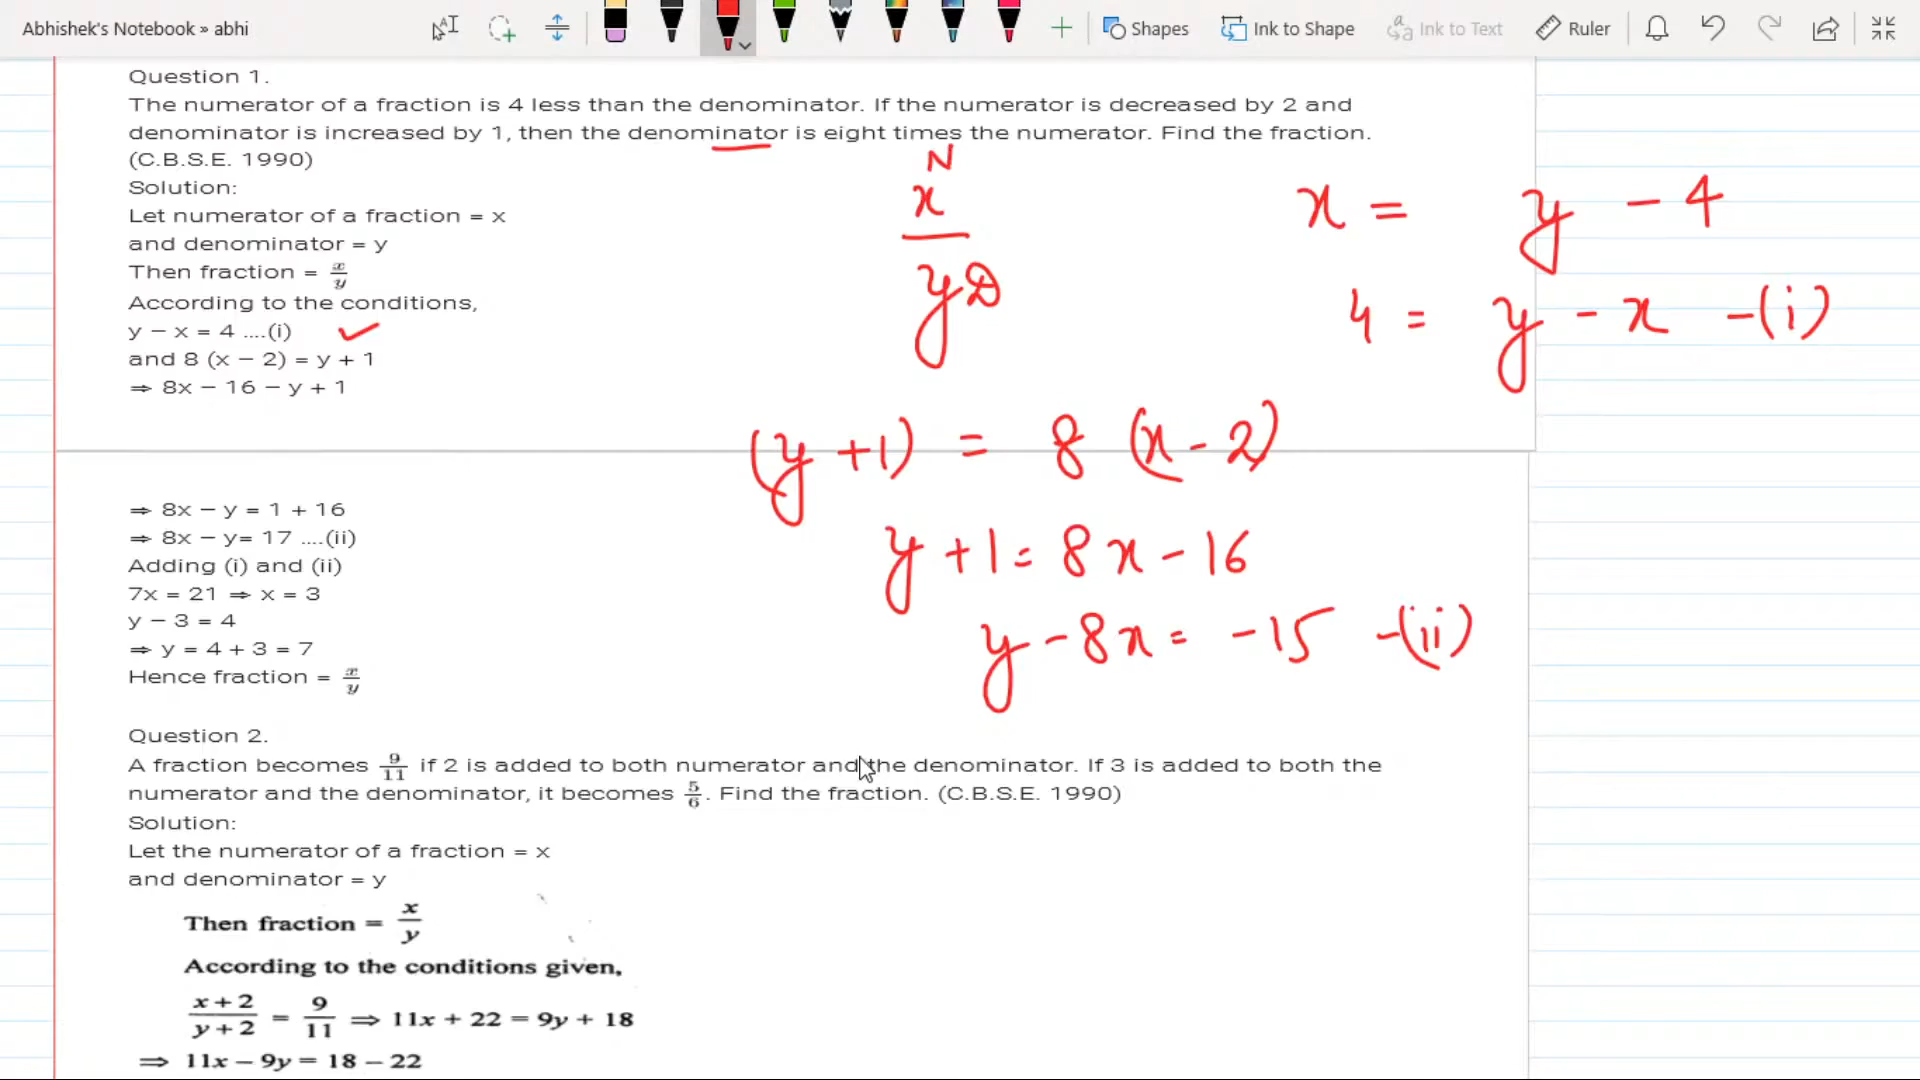 Abhishek's Notebook » abhi
Shapes
Ink to Shape
Ink to Text
Ruler
Question 1.
The numerator of a fraction is 4 less than the denominator. If the numerator is decreased by 2 and
denominator is increased by 1, then the denominator is eight times the numerator. Find the fraction.
(C.B.S.E. 1990)
Solution:
Let numerator of a fraction = x
and denominator = y
Then fraction = x/y
According to the conditions,
y − x = 4 ....(i)
and 8 (x − 2) = y + 1
⇒ 8x − 16 − y + 1
N
x
y D
x = y - 4
4 = y - x -(i)
(y +1) = 8 (x - 2)
y +1 = 8x - 16
y - 8x = -15 -(ii)
⇒ 8x − y = 1 + 16
⇒ 8x − y= 17 ....(ii)
Adding (i) and (ii)
7x = 21 ⇒ x = 3
y − 3 = 4
⇒ y = 4 + 3 = 7
Hence fraction = x/y
Question 2.
A fraction becomes 9/11 if 2 is added to both numerator and the denominator. If 3 is added to both the
numerator and the denominator, it becomes 5/6. Find the fraction. (C.B.S.E. 1990)
Solution:
Let the numerator of a fraction = x
and denominator = y
Then fraction = x/y
According to the conditions given,
x + 2/y + 2 = 9/11 ⇒ 11x + 22 = 9y + 18
⇒ 11x − 9y = 18 − 22